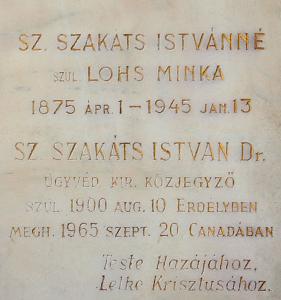 SZ. SZAKATS ISTVÁNNÉ
SZÜL LOHS MINKA
1875 ÁPR. 1 – 1945 JAN. 13
SZ. SZAKÁTS ISTVAN Dr.
ÜGYVÉD, KIR. KÖZJEGYZŐ
SZÜL. 1900 AUG. 10 ERDÉLYBEN
MEGH. 1965 SZEPT. 20. CANADÁBAN
Teste Hazájához,
Lelke Krisztusához.